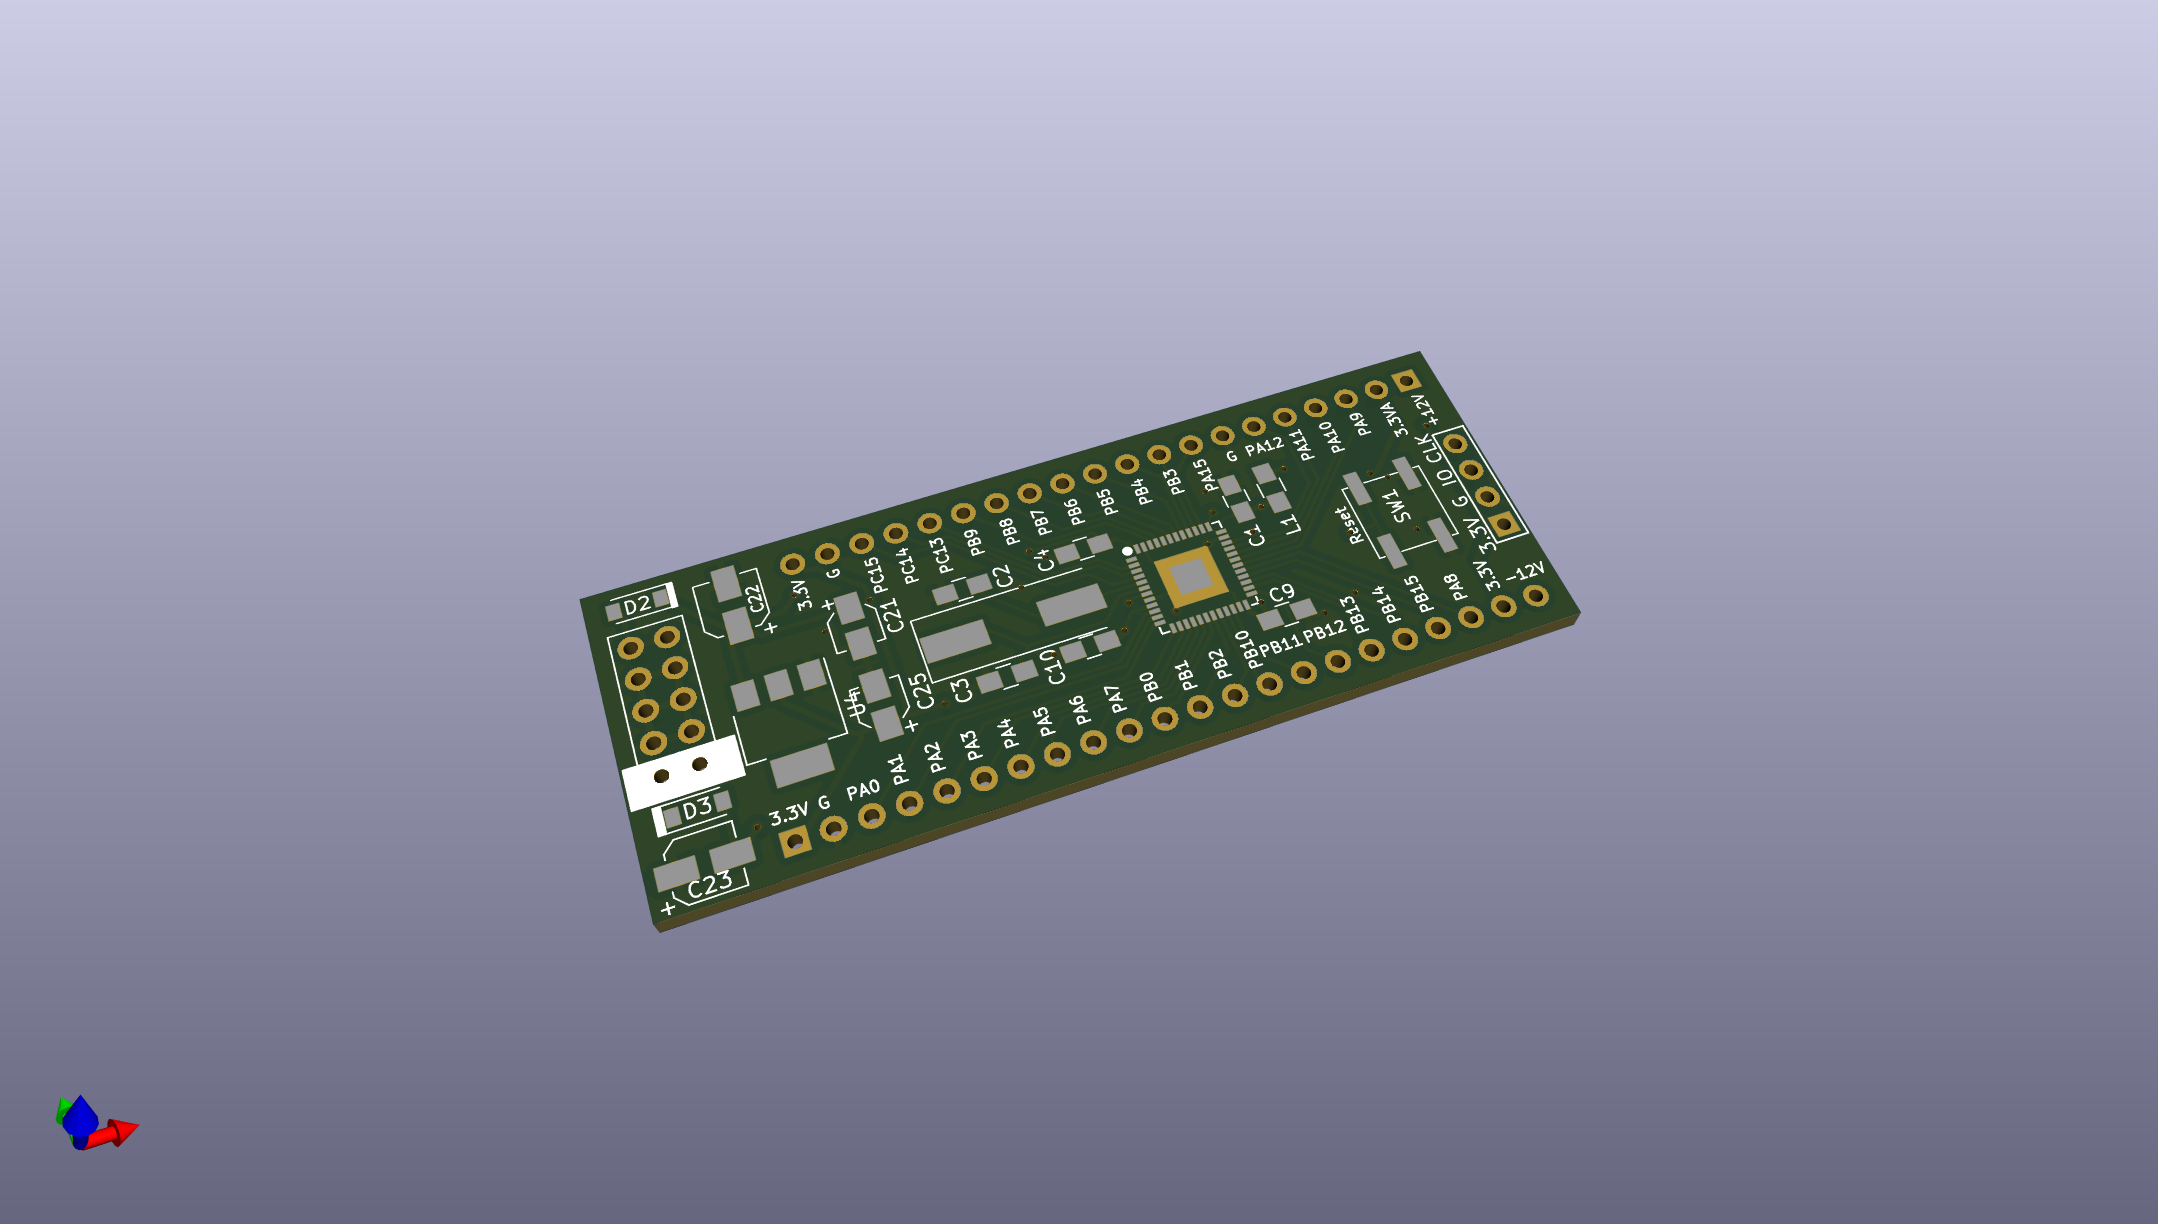 +12V
3.3VA
PA9
PA10
PA11
PA12
G
PA15
PB3
PB4
PB5
PB6
PB7
PB8
PB9
PC13
PC14
PC15
G
3.3V
CLK
IO
G
3.3V
3.3V
-12V
SW1
Reset
L1
C1
C4
C2
C21
C22
D2
C9
C10
C3
C25
U4
D3
C23
3.3V
G
PA0
PA1
PA2
PA3
PA4
PA5
PA6
PA7
PB0
PB1
PB2
PB10
PB11
PB12
PB13
PB14
PB15
PA8
+
+
+
+